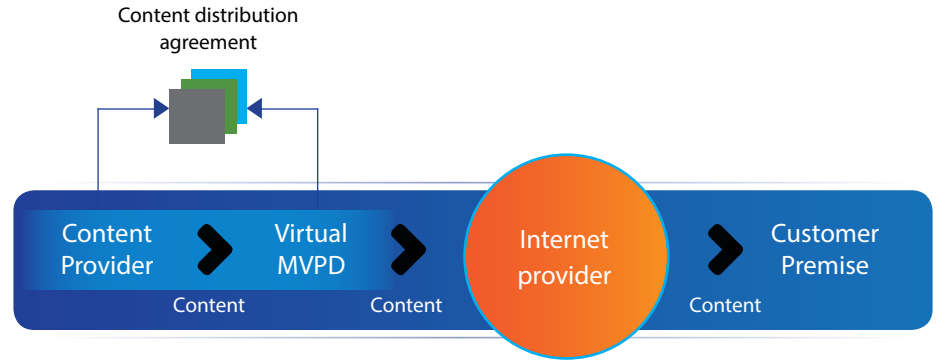 Content distribution
agreement
Content
Provider
Virtual
MVPD
Internet
provider
Customer
Premise
Content
Content
Content